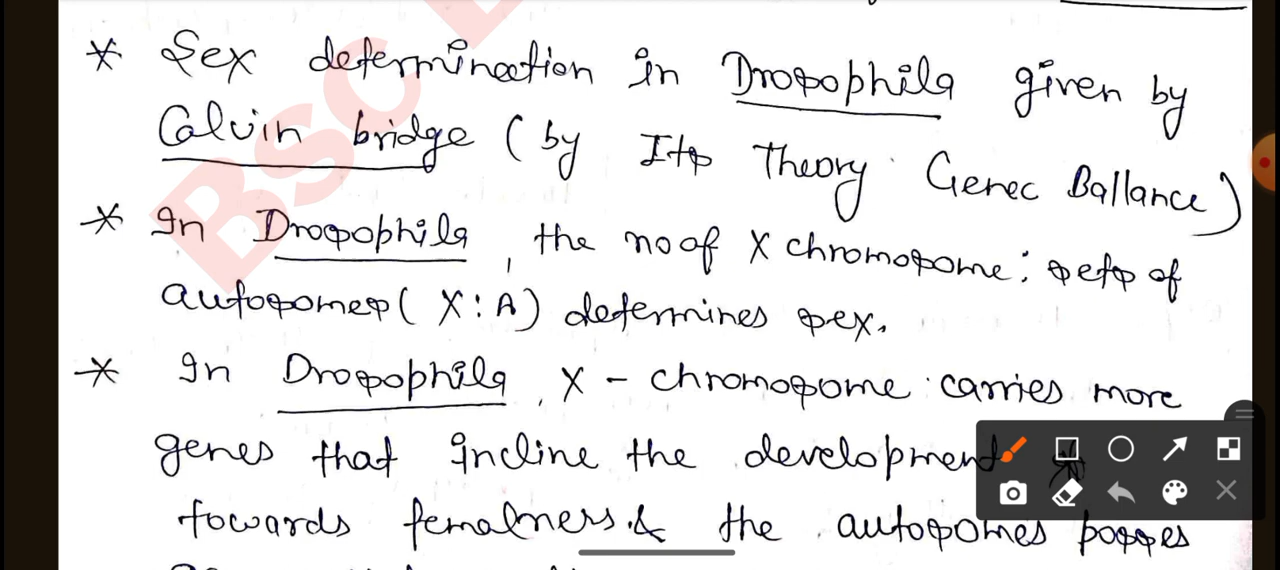 * Sex determination in Drosophila given by
Calvin bridge (by Its Theory Genec Ballance)
* In Drosophila, the no of X chromosome : sets of
autosomes (X : A) determines sex.
* In Drosophila, X - chromosome carries more
genes that incline the development
towards femalness & the autosomes posses
BSC